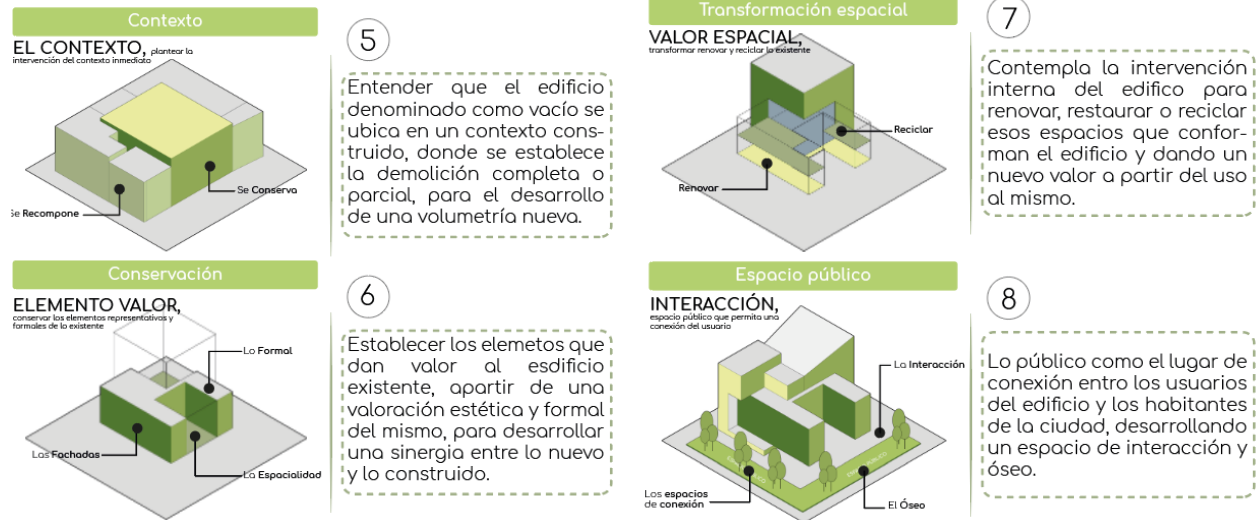 Contexto
EL CONTEXTO, plantear la
intervención del contexto inmediato
Se Conserva
Se Recompone
5
Entender que el edificio
denominado como vacío se
ubica en un contexto cons-
truido, donde se establece
la demolición completa o
parcial, para el desarrollo
de una volumetría nueva.
Conservación
ELEMENTO VALOR,
conservar los elementos representativos y
formales de lo existente
Lo Formal
Las Fachadas
La Espacialidad
6
Establecer los elemetos que
dan valor al esdificio
existente, apartir de una
valoración estética y formal
del mismo, para desarrollar
una sinergia entre lo nuevo
y lo construido.
Transformación espacial
VALOR ESPACIAL,
transformar renovar y reciclar lo existente
Reciclar
Renovar
7
Contempla la intervención
interna del edifico para
renovar, restaurar o reciclar
esos espacios que confor-
man el edificio y dando un
nuevo valor a partir del uso
al mismo.
Espacio público
INTERACCIÓN,
espacio público que permita una
conexión del usuario
La Interacción
Los espacios
de conexión
El Óseo
8
Lo público como el lugar de
conexión entro los usuarios
del edificio y los habitantes
de la ciudad, desarrollando
un espacio de interacción y
óseo.